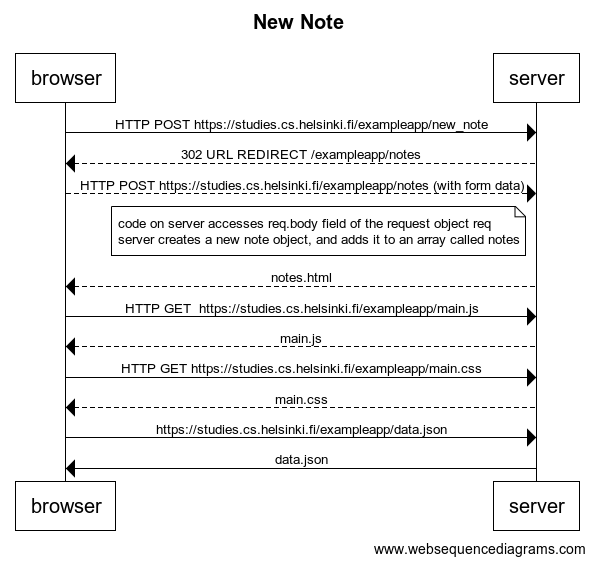 New Note
browser server
HTTP POST https://studies.cs.helsinki.fi/exampleapp/new_note
302 URL REDIRECT /exampleapp/notes
HTTP POST https://studies.cs.helsinki.fi/exampleapp/notes (with form data)
code on server accesses req.body field of the request object req
server creates a new note object, and adds it to an array called notes
notes.html
HTTP GET  https://studies.cs.helsinki.fi/exampleapp/main.js
main.js
HTTP GET https://studies.cs.helsinki.fi/exampleapp/main.css
main.css
https://studies.cs.helsinki.fi/exampleapp/data.json
data.json
browser server
www.websequencediagrams.com